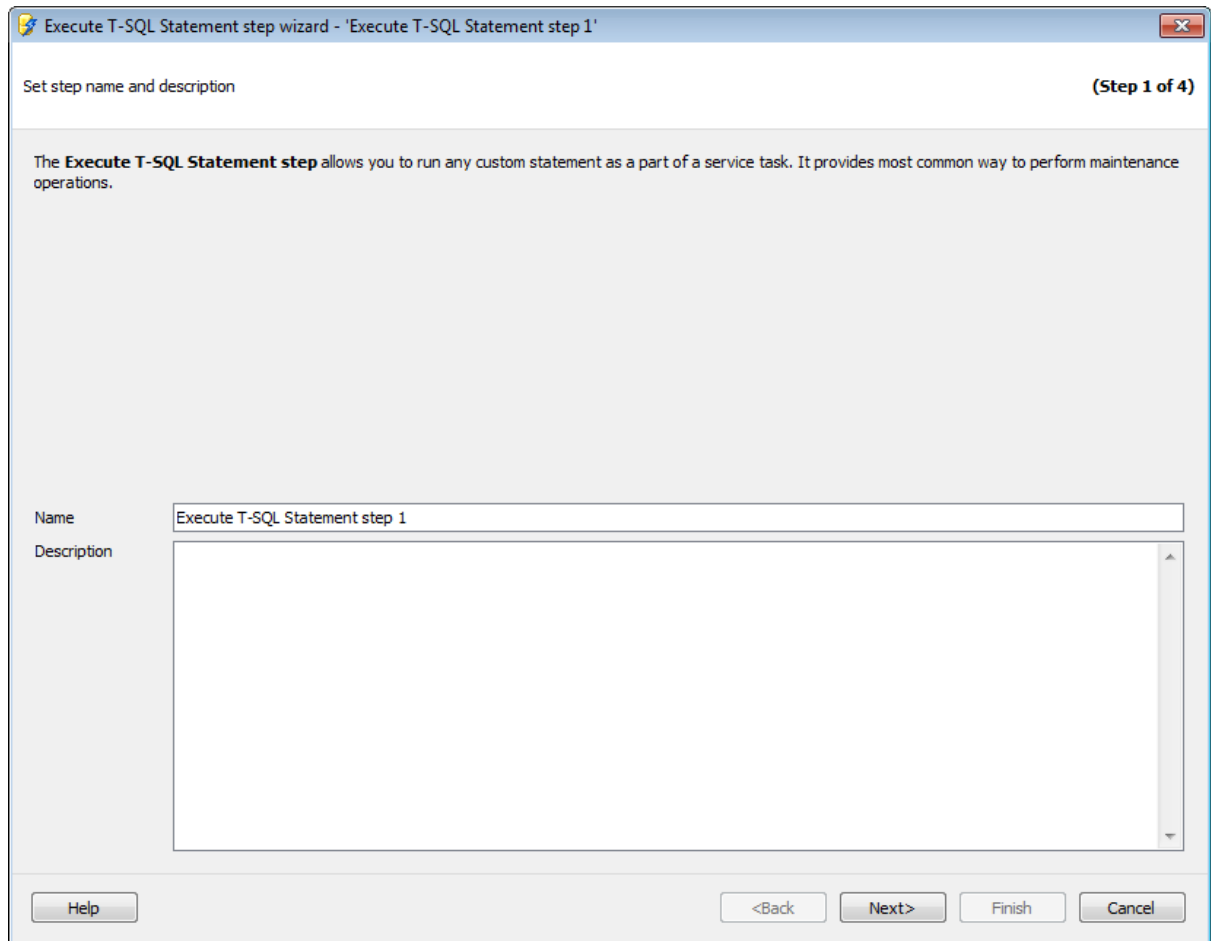 Execute T-SQL Statement step wizard - 'Execute T-SQL Statement step 1'
Set step name and description
(Step 1 of 4)
The Execute T-SQL Statement step allows you to run any custom statement as a part of a service task. It provides most common way to perform maintenance
operations.
Name
Execute T-SQL Statement step 1
Description
Help
<Back
Next>
Finish
Cancel